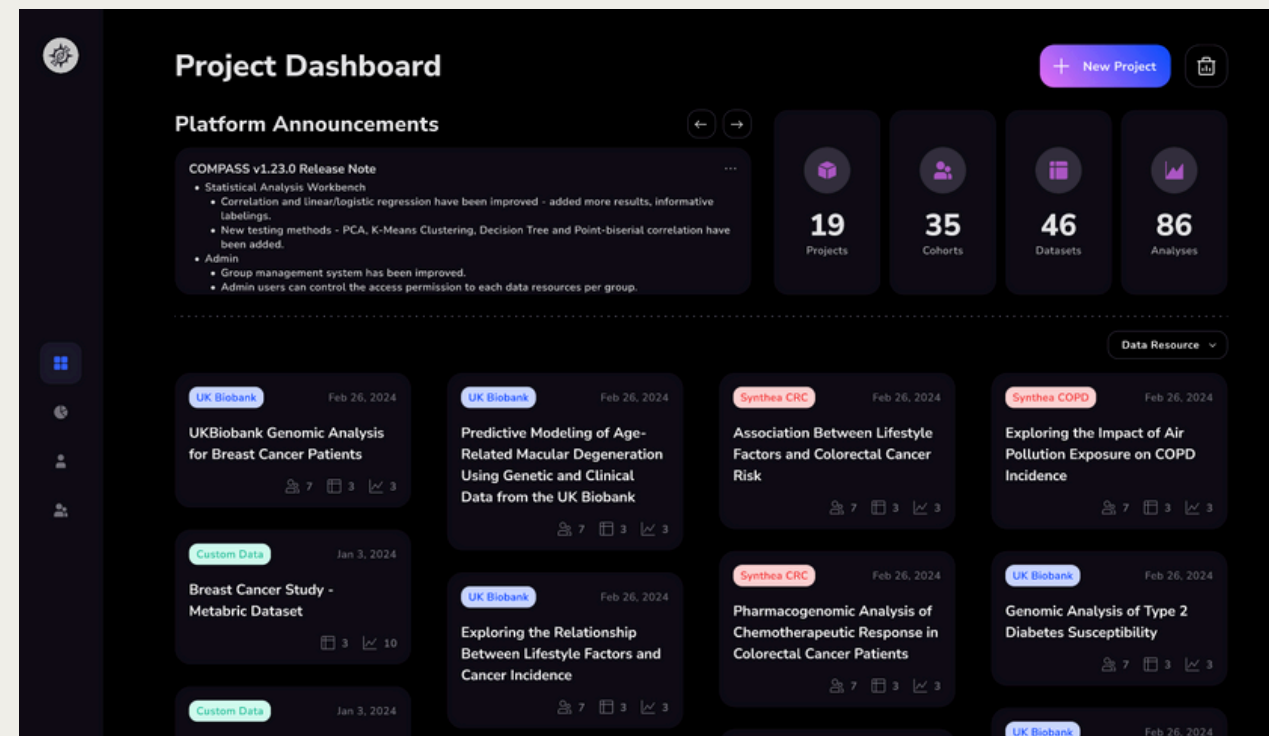 Project Dashboard
New Project
Platform Announcements
COMPASS v1.23.0 Release Note
• Statistical Analysis Workbench
• Correlation and linear/logistic regression have been improved - added more results, informative
labelings.
• New testing methods - PCA, K-Means Clustering, Decision Tree and Point-biserial correlation have
been added.
• Admin
• Group management system has been improved.
• Admin users can control the access permission to each data resources per group.
19
Projects
35
Cohorts
46
Datasets
86
Analyses
Data Resource
UK Biobank Feb 26, 2024
UKBiobank Genomic Analysis
for Breast Cancer Patients
7 3 3
Custom Data Jan 3, 2024
Breast Cancer Study -
Metabric Dataset
3 10
Custom Data Jan 3, 2024
UK Biobank Feb 26, 2024
Predictive Modeling of Age-
Related Macular Degeneration
Using Genetic and Clinical
Data from the UK Biobank
7 3 3
UK Biobank Feb 26, 2024
Exploring the Relationship
Between Lifestyle Factors and
Cancer Incidence
7 3 3
Synthea CRC Feb 26, 2024
Association Between Lifestyle
Factors and Colorectal Cancer
Risk
7 3 3
Synthea CRC Feb 26, 2024
Pharmacogenomic Analysis of
Chemotherapeutic Response in
Colorectal Cancer Patients
7 3 3
Synthea COPD Feb 26, 2024
Exploring the Impact of Air
Pollution Exposure on COPD
Incidence
7 3 3
UK Biobank Feb 26, 2024
Genomic Analysis of Type 2
Diabetes Susceptibility
7 3 3
UK Biobank Feb 26, 2024